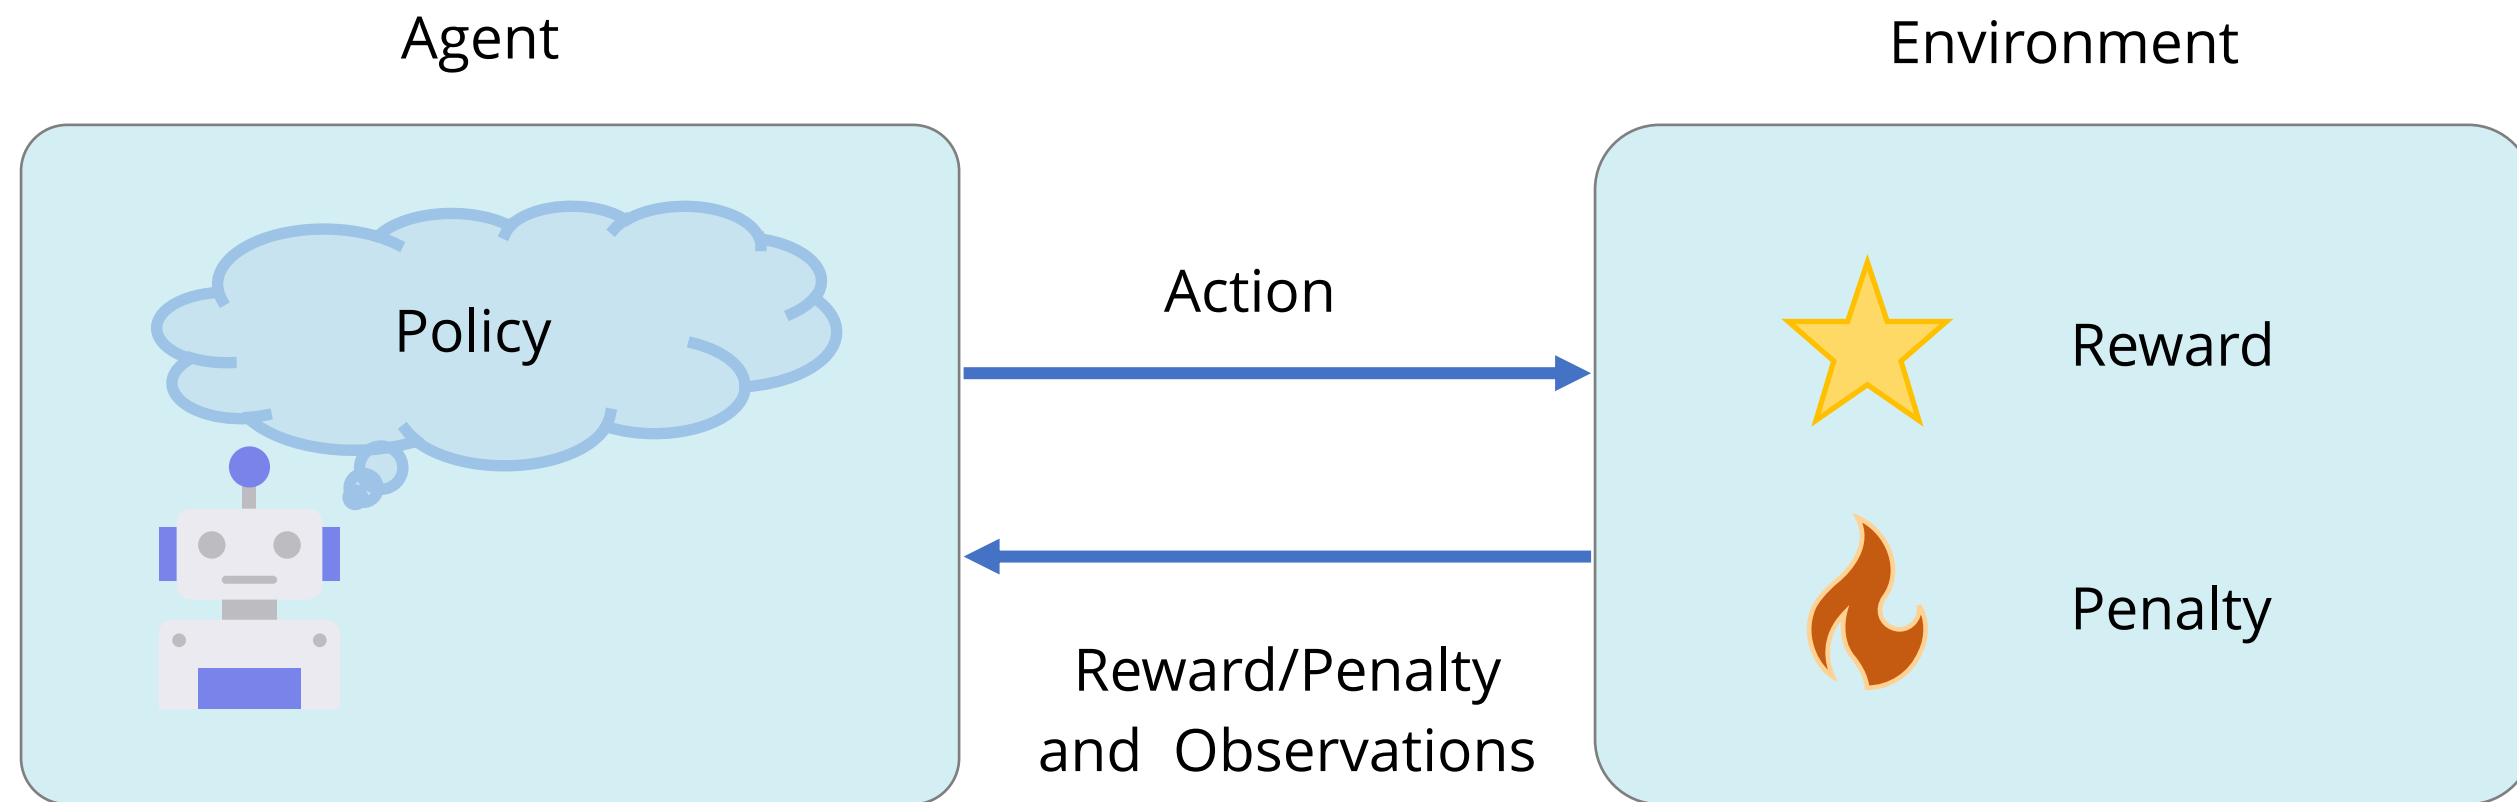 Agent
Environment
Policy
Action
Reward
Penalty
Reward/Penalty
and Observations